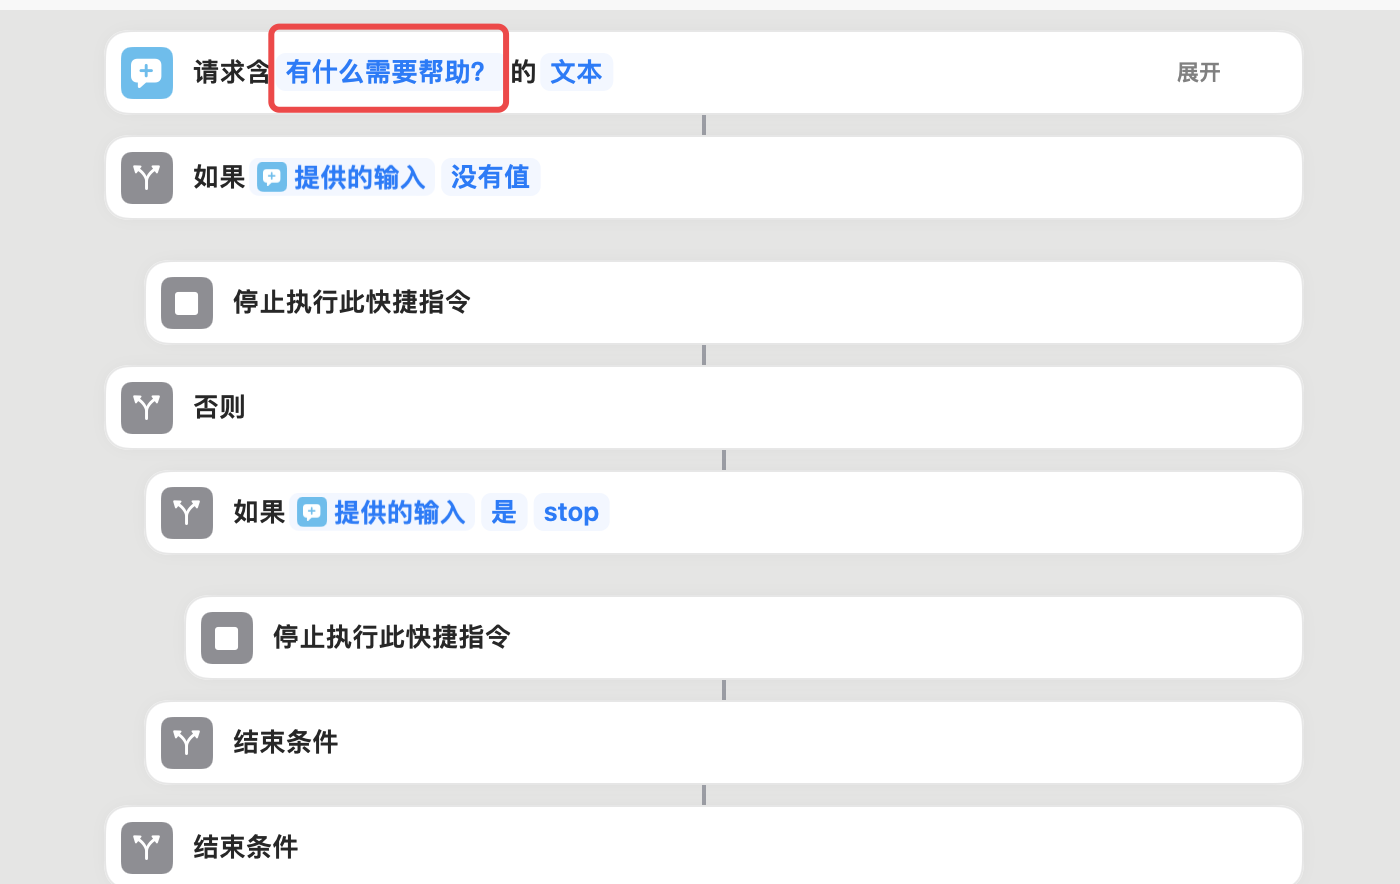 请求含 有什么需要帮助? 的 文本 展开
如果 提供的输入 没有值
停止执行此快捷指令
否则
如果 提供的输入 是 stop
停止执行此快捷指令
结束条件
结束条件